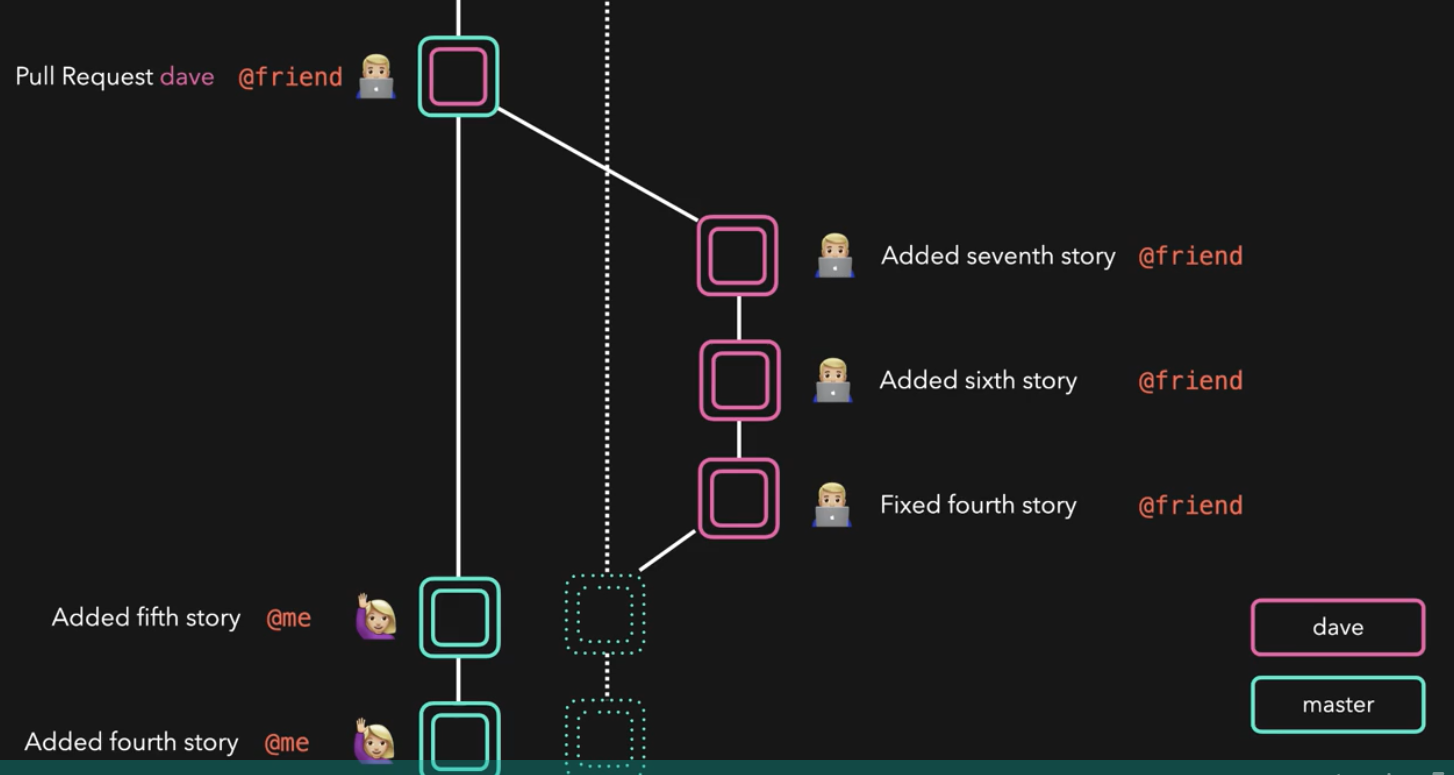 Pull Request dave @friend
Added seventh story @friend
Added sixth story @friend
Fixed fourth story @friend
Added fifth story @me
dave
master
Added fourth story @me